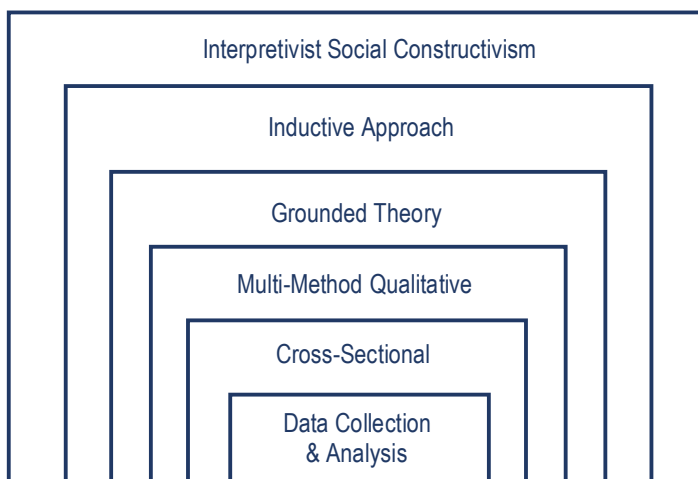 Interpretivist Social Constructivism
Inductive Approach
Grounded Theory
Multi-Method Qualitative
Cross-Sectional
Data Collection
& Analysis